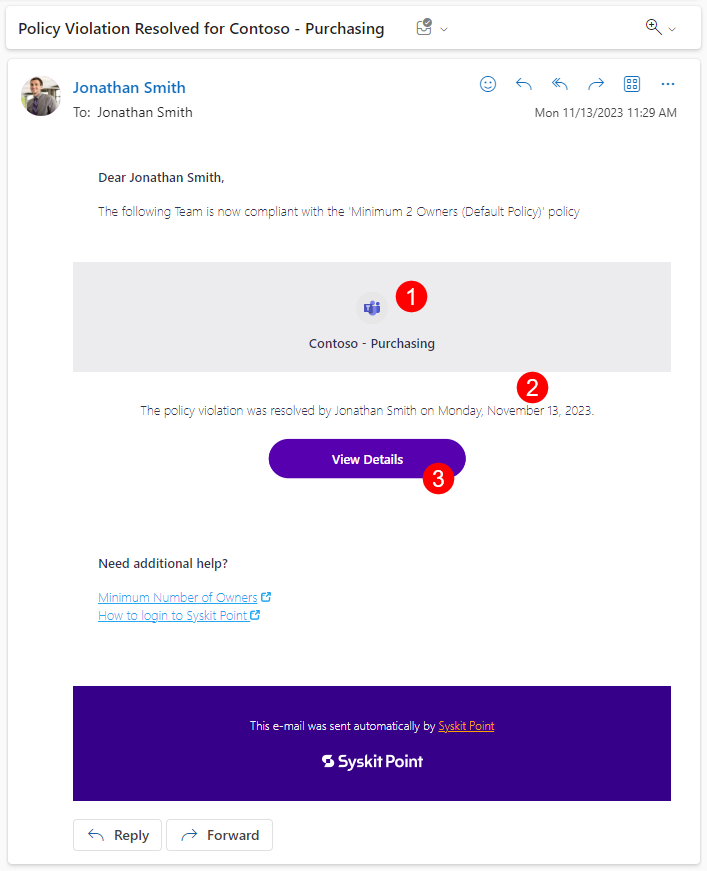 Policy Violation Resolved for Contoso - Purchasing
Jonathan Smith
To: Jonathan Smith
Mon 11/13/2023 11:29 AM
Dear Jonathan Smith,
The following Team is now compliant with the 'Minimum 2 Owners (Default Policy)' policy
1
Contoso - Purchasing
2
The policy violation was resolved by Jonathan Smith on Monday, November 13, 2023.
View Details
3
Need additional help?
Minimum Number of Owners
How to login to Syskit Point
This e-mail was sent automatically by Syskit Point
Syskit Point
Reply Forward